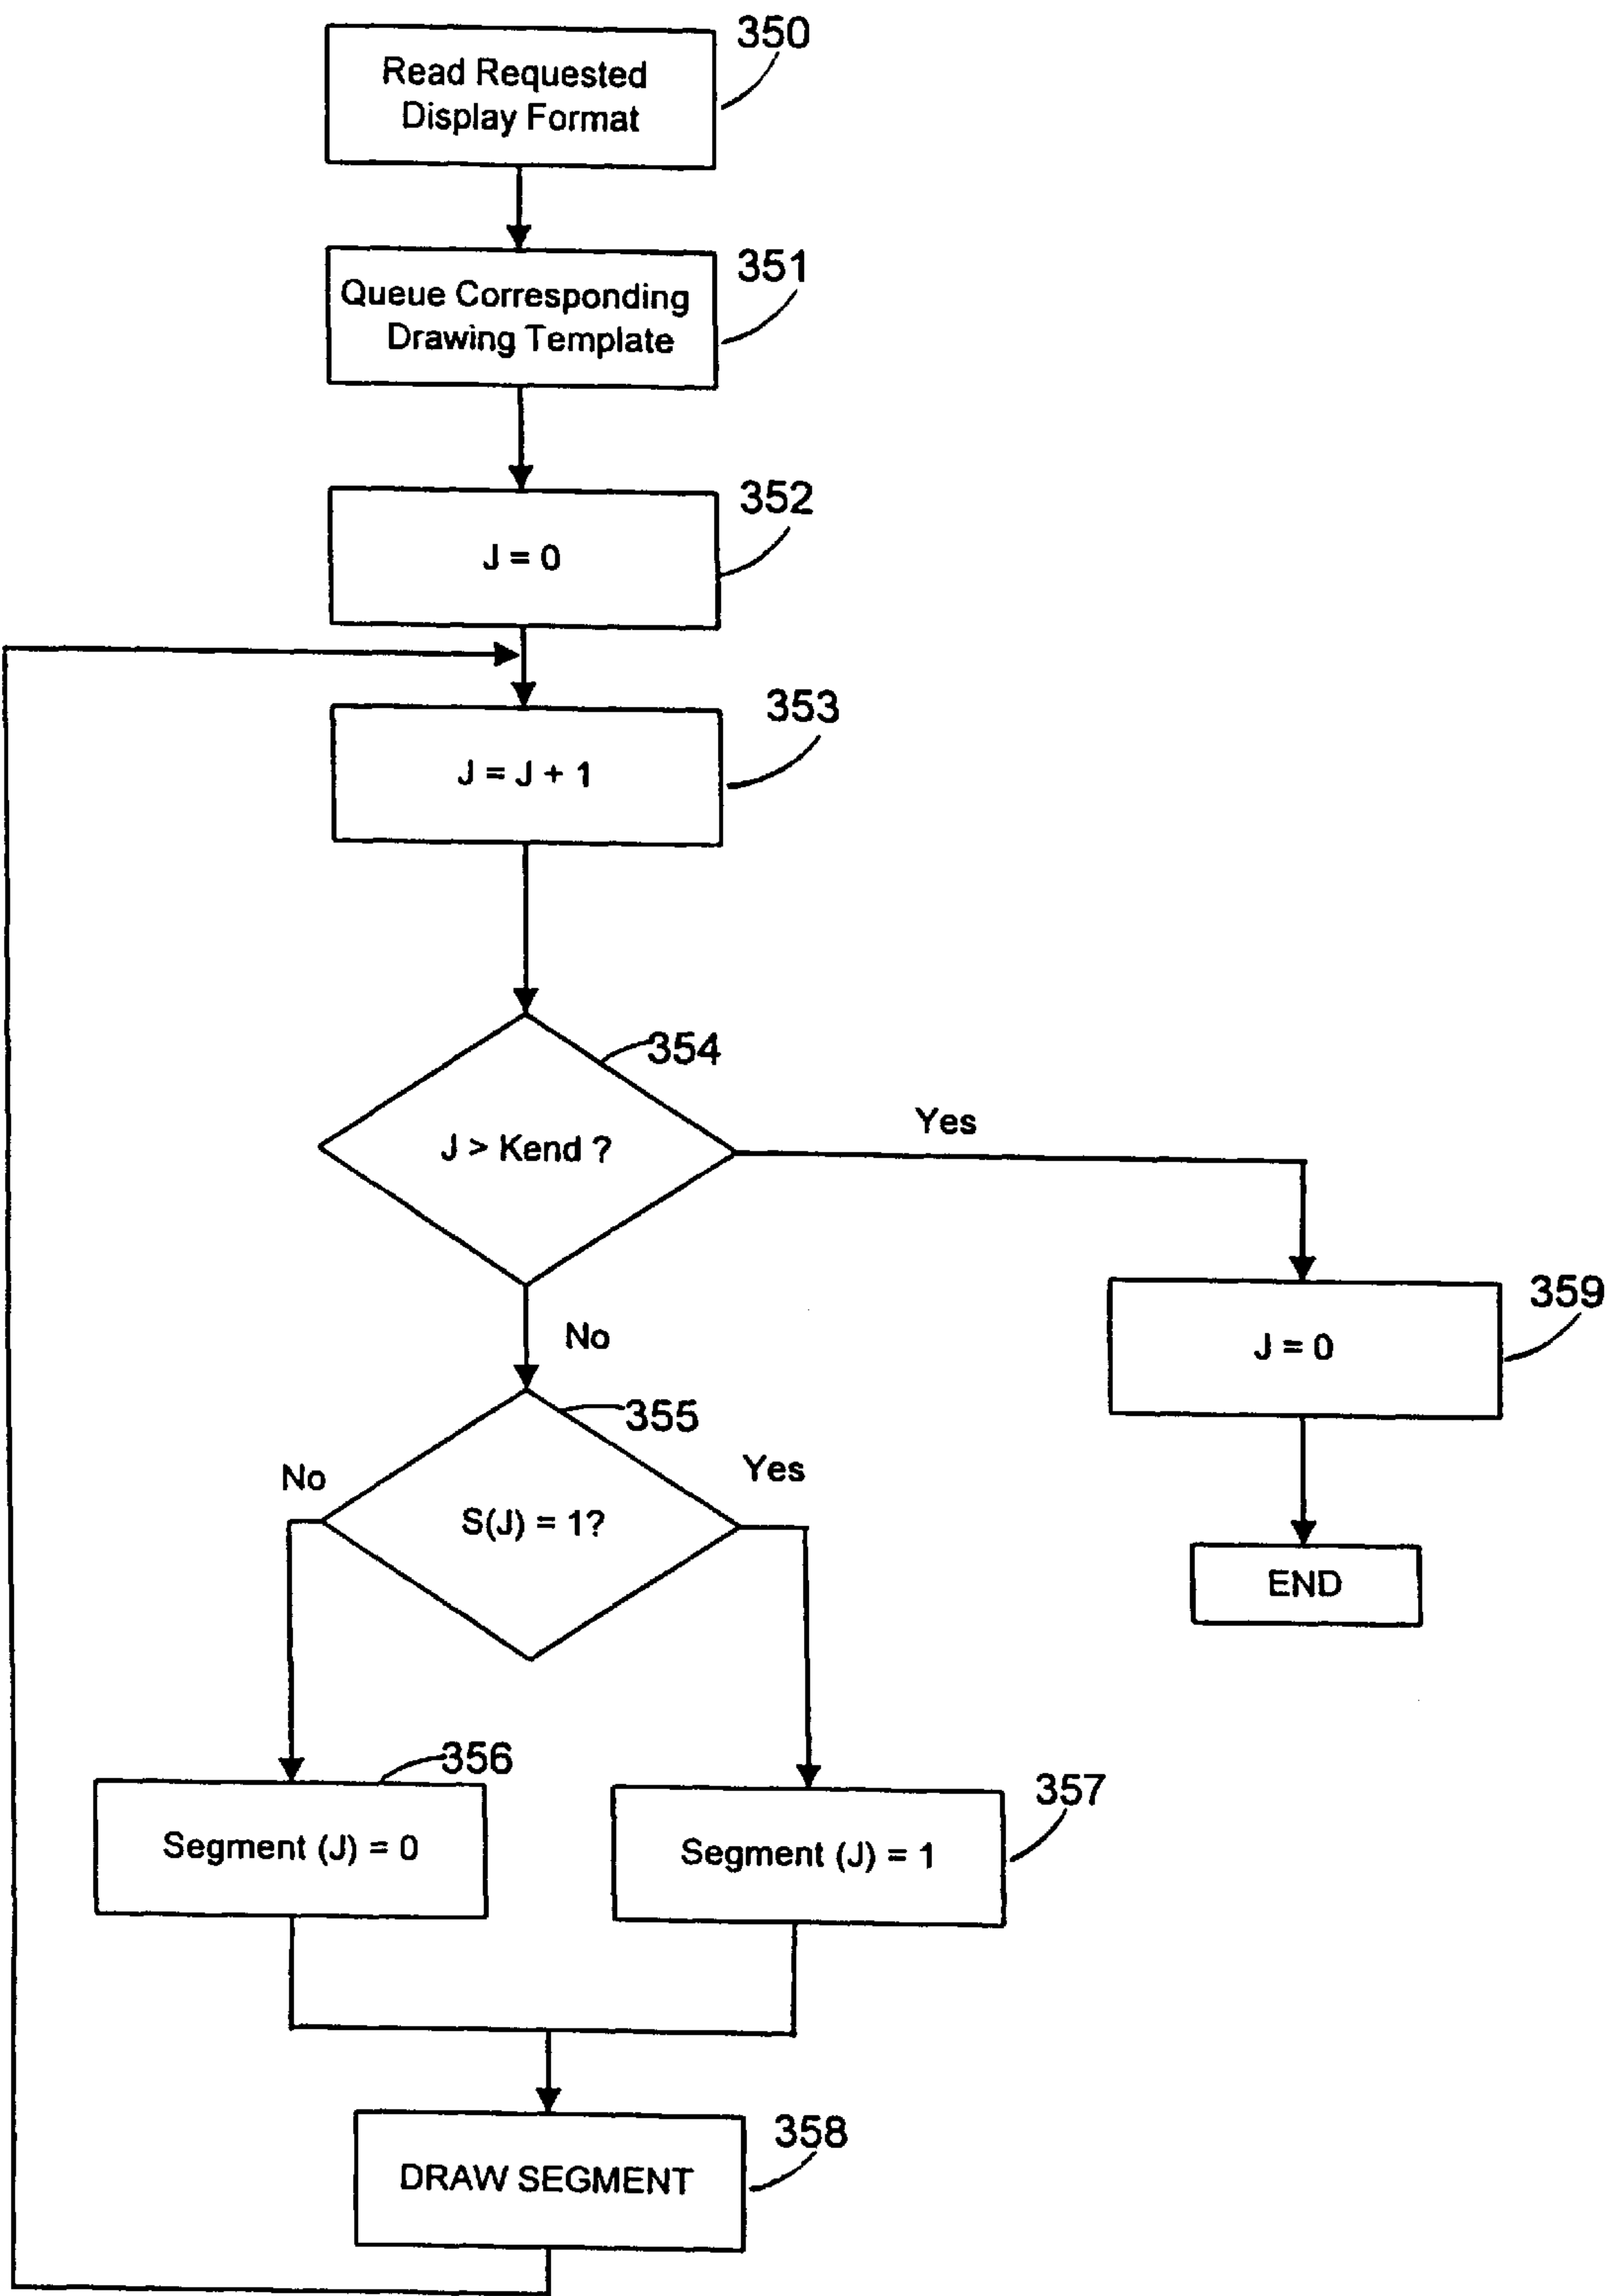 350
Read Requested
Display Format
351
Queue Corresponding
Drawing Template
352
J = 0
353
J = J + 1
354
J > Kend ?
Yes
No
359
J = 0
355
No
Yes
S(J) = 1?
END
356
Segment (J) = 0
357
Segment (J) = 1
358
DRAW SEGMENT